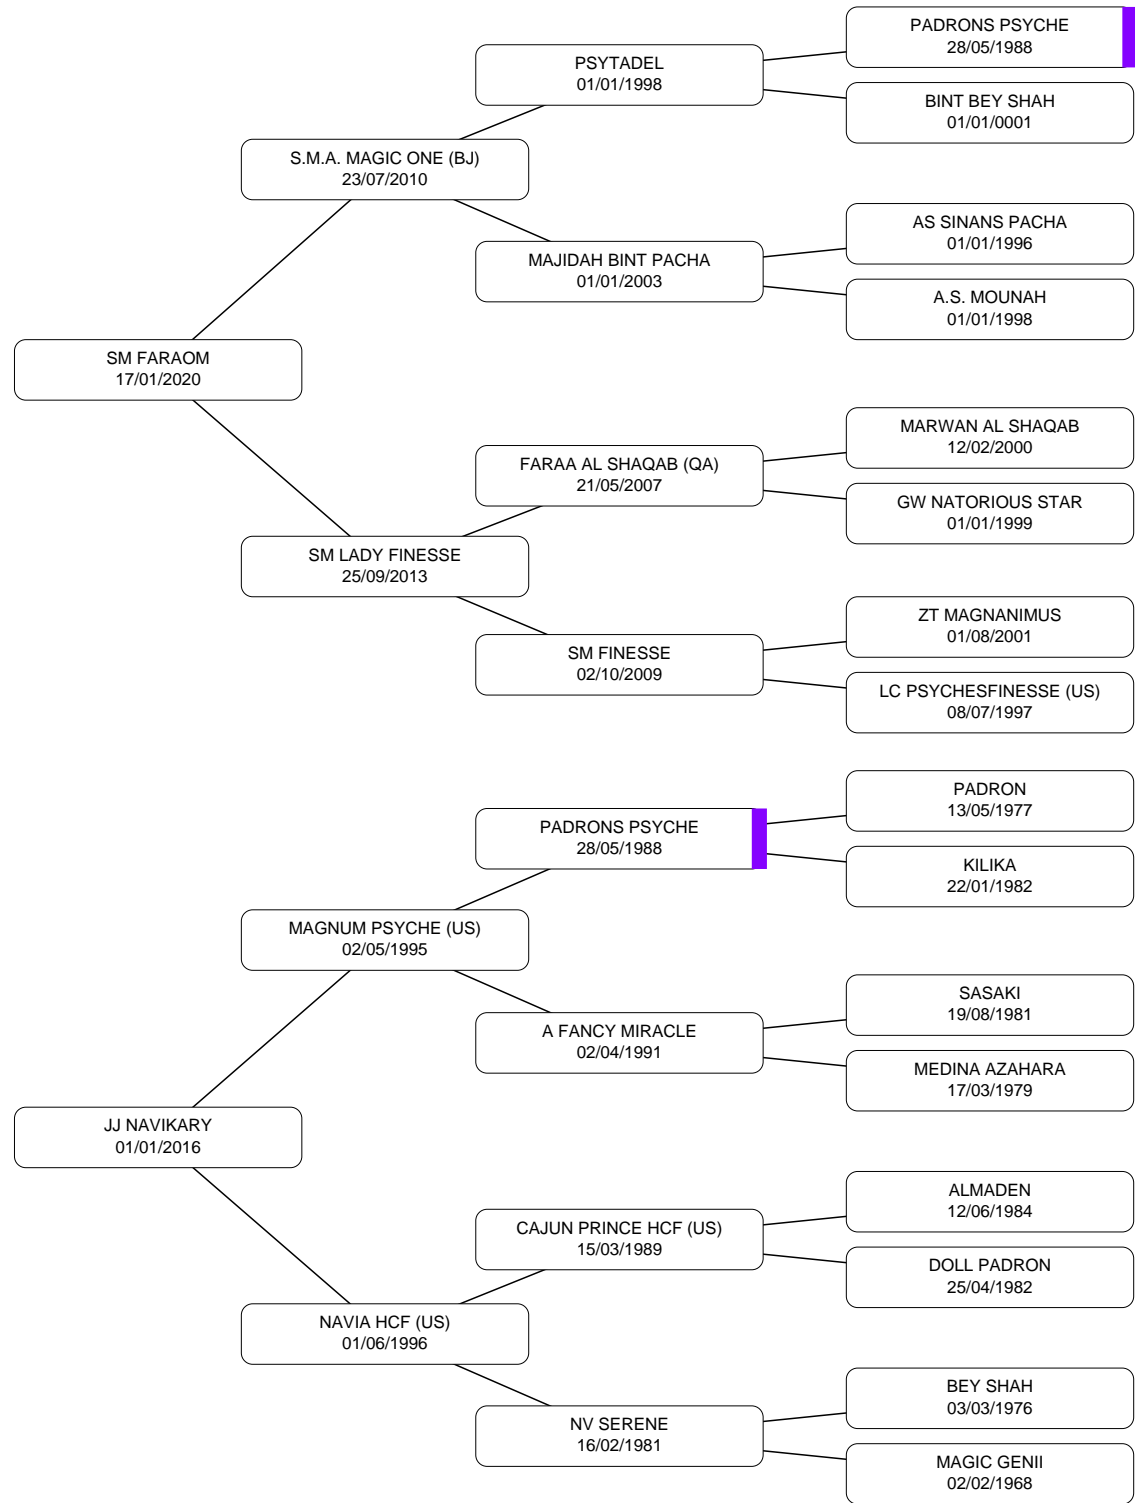 PADRONS PSYCHE
28/05/1988
PSYTADEL
01/01/1998
BINT BEY SHAH
01/01/0001
S.M.A. MAGIC ONE (BJ)
23/07/2010
AS SINANS PACHA
01/01/1996
MAJIDAH BINT PACHA
01/01/2003
A.S. MOUNAH
01/01/1998
SM FARAOM
17/01/2020
MARWAN AL SHAQAB
12/02/2000
FARAA AL SHAQAB (QA)
21/05/2007
GW NATORIOUS STAR
01/01/1999
SM LADY FINESSE
25/09/2013
ZT MAGNANIMUS
01/08/2001
SM FINESSE
02/10/2009
LC PSYCHESFINESSE (US)
08/07/1997
PADRON
13/05/1977
PADRONS PSYCHE
28/05/1988
KILIKA
22/01/1982
MAGNUM PSYCHE (US)
02/05/1995
SASAKI
19/08/1981
A FANCY MIRACLE
02/04/1991
MEDINA AZAHARA
17/03/1979
JJ NAVIKARY
01/01/2016
ALMADEN
12/06/1984
CAJUN PRINCE HCF (US)
15/03/1989
DOLL PADRON
25/04/1982
NAVIA HCF (US)
01/06/1996
BEY SHAH
03/03/1976
NV SERENE
16/02/1981
MAGIC GENII
02/02/1968